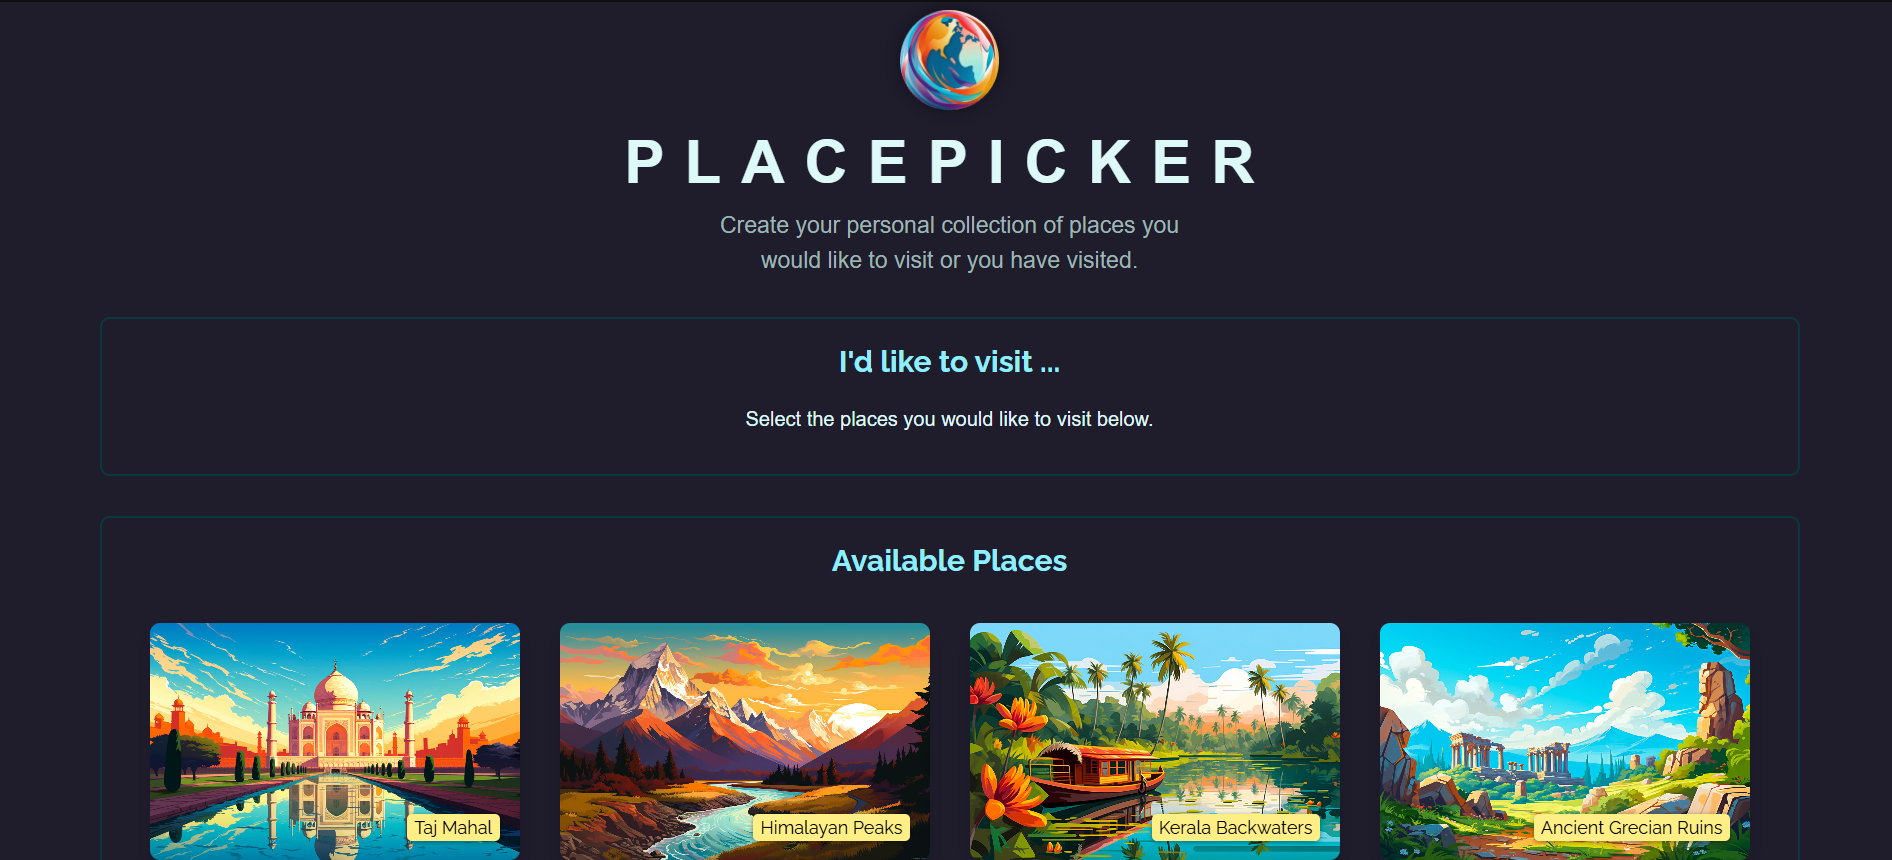 PLACEPICKER
Create your personal collection of places you
would like to visit or you have visited.
I'd like to visit ...
Select the places you would like to visit below.
Available Places
Taj Mahal
Himalayan Peaks
Kerala Backwaters
Ancient Grecian Ruins